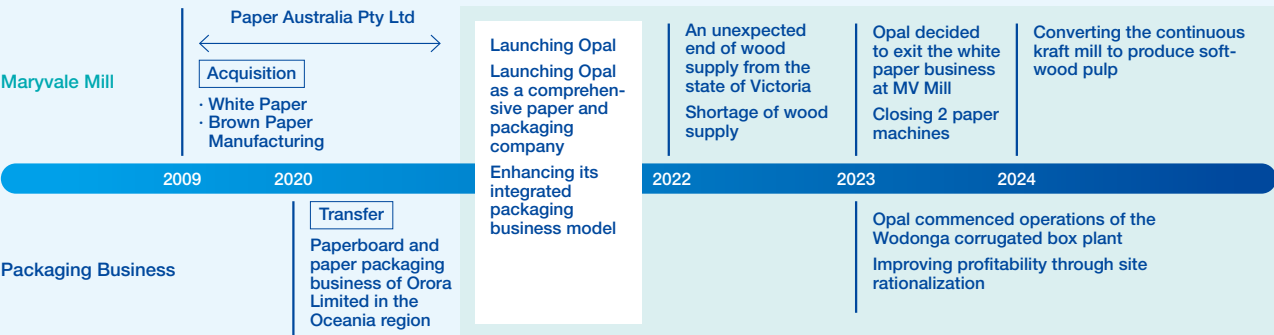 Paper Australia Pty Ltd
Maryvale Mill
Acquisition
· White Paper
· Brown Paper
Manufacturing
Launching Opal
Launching Opal
as a comprehen-
sive paper and
packaging
company
Enhancing its
integrated
packaging
business model
An unexpected
end of wood
supply from the
state of Victoria
Shortage of wood
supply
Opal decided
to exit the white
paper business
at MV Mill
Closing 2 paper
machines
Converting the continuous
kraft mill to produce soft-
wood pulp
2009
2020
2022
2023
2024
Packaging Business
Transfer
Paperboard and
paper packaging
business of Orora
Limited in the
Oceania region
Opal commenced operations of the
Wodonga corrugated box plant
Improving profitability through site
rationalization